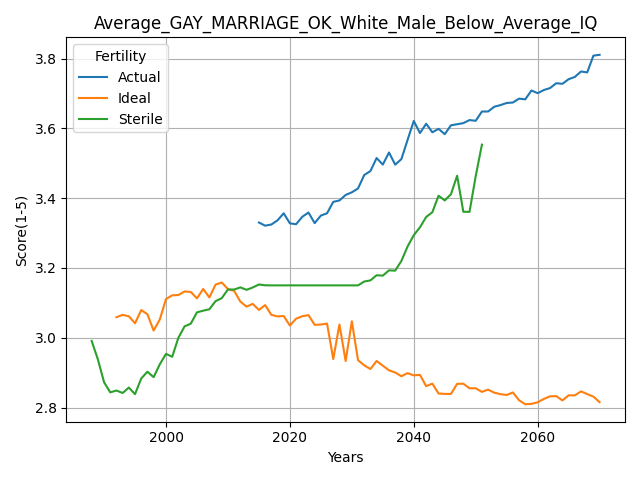 Average_GAY_MARRIAGE_OK_White_Male_Below_Average_IQ
Fertility
Actual
Ideal
Sterile
Score(1-5)
3.8
3.6
3.4
3.2
3.0
2.8
2000
2020
2040
2060
Years